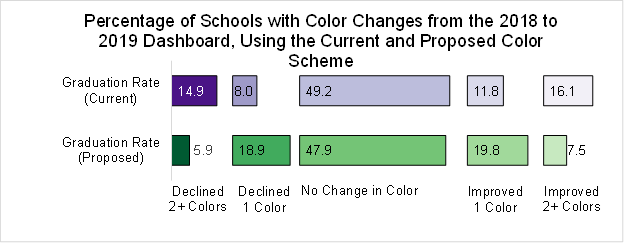 Percentage of Schools with Color Changes from the 2018 to
2019 Dashboard, Using the Current and Proposed Color
Scheme
Graduation Rate
(Current)
14.9
8.0
49.2
11.8
16.1
Graduation Rate
(Proposed)
5.9
18.9
47.9
19.8
7.5
Declined
2+ Colors
Declined
1 Color
No Change in Color
Improved
1 Color
Improved
2+ Colors